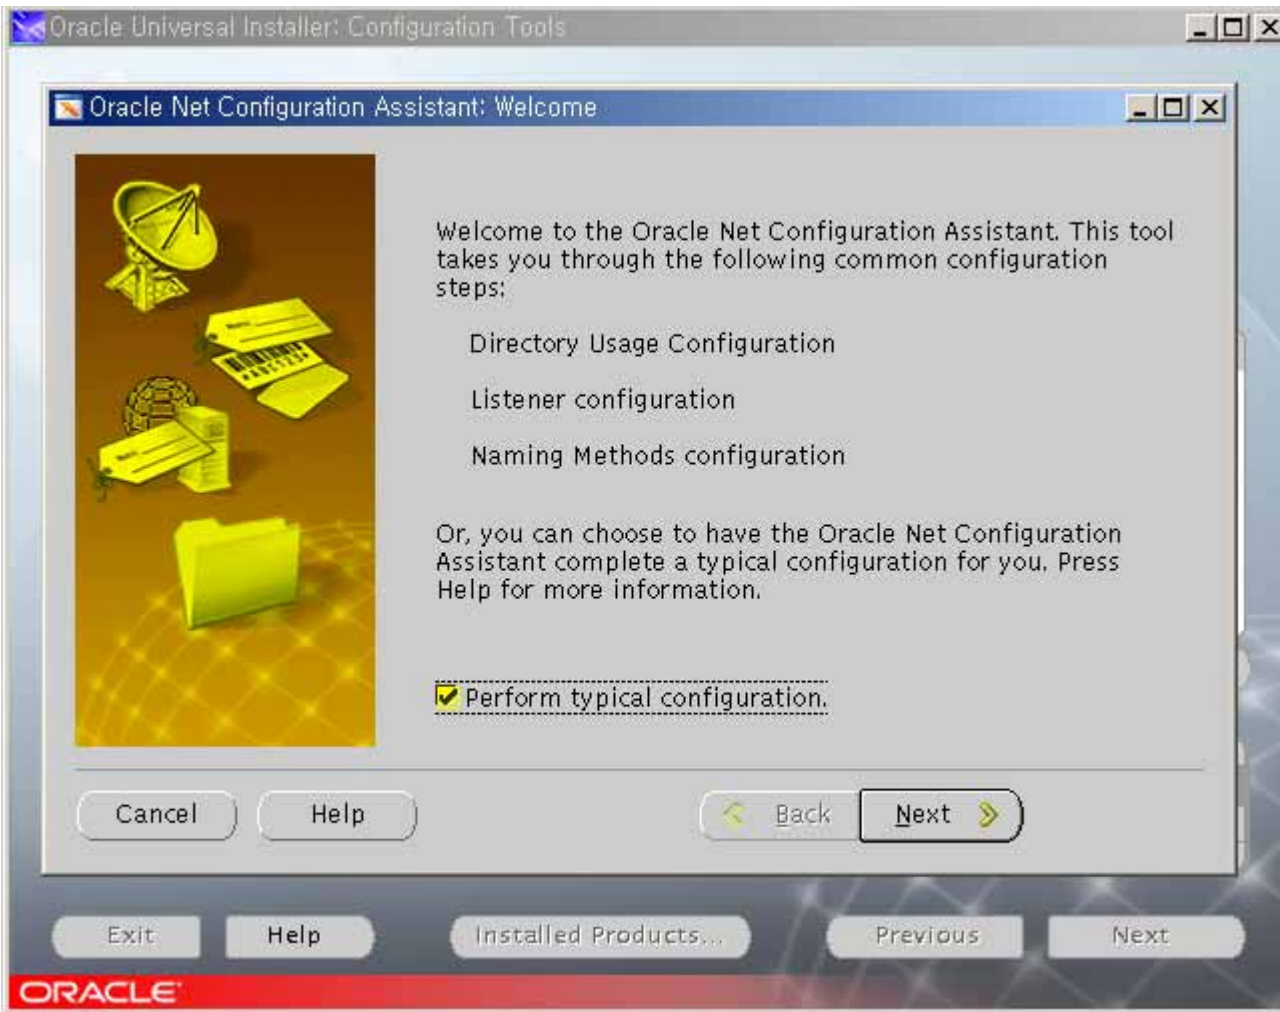 Oracle Universal Installer: Configuration Tools
Oracle Net Configuration Assistant: Welcome
Welcome to the Oracle Net Configuration Assistant. This tool
takes you through the following common configuration
steps:
Directory Usage Configuration
Listener configuration
Naming Methods configuration
Or, you can choose to have the Oracle Net Configuration
Assistant complete a typical configuration for you. Press
Help for more information.
Perform typical configuration.
Cancel
Help
Back
Next
Exit
Help
Installed Products...
Previous
Next
ORACLE